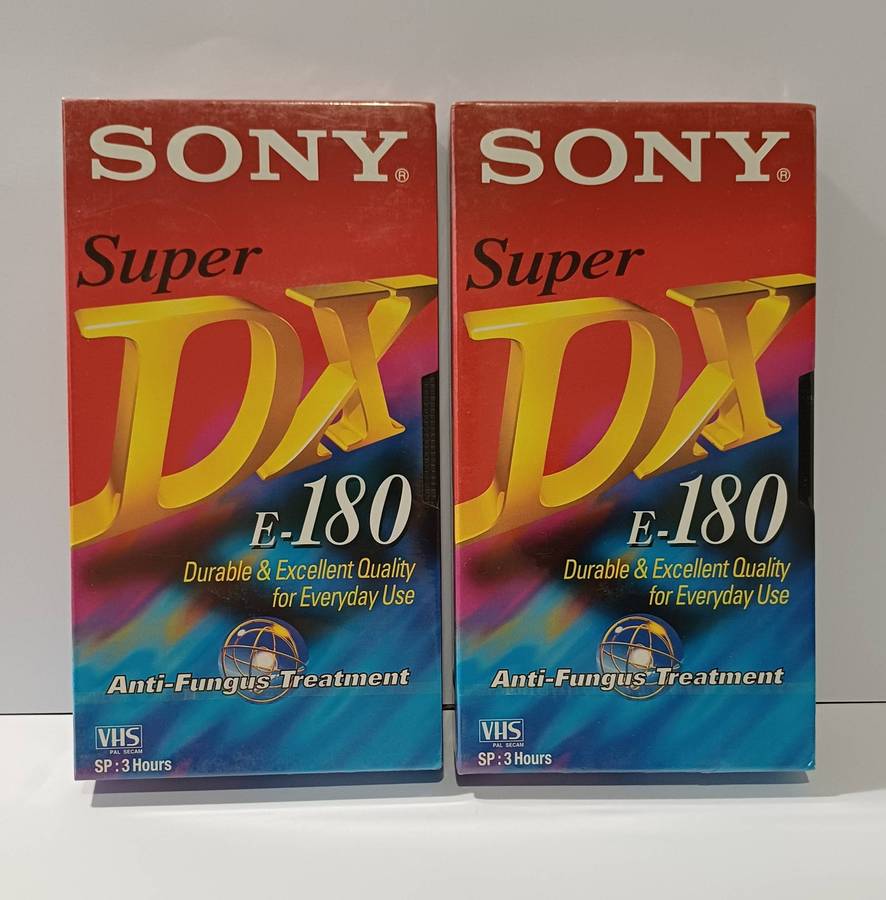 SONY®
Super
DX
E-180
Durable & Excellent Quality
for Everyday Use
Anti-Fungus Treatment
VHS
PAL SECAM
SP : 3 Hours
SONY®
Super
DX
E-180
Durable & Excellent Quality
for Everyday Use
Anti-Fungus Treatment
VHS
PAL SECAM
SP : 3 Hours